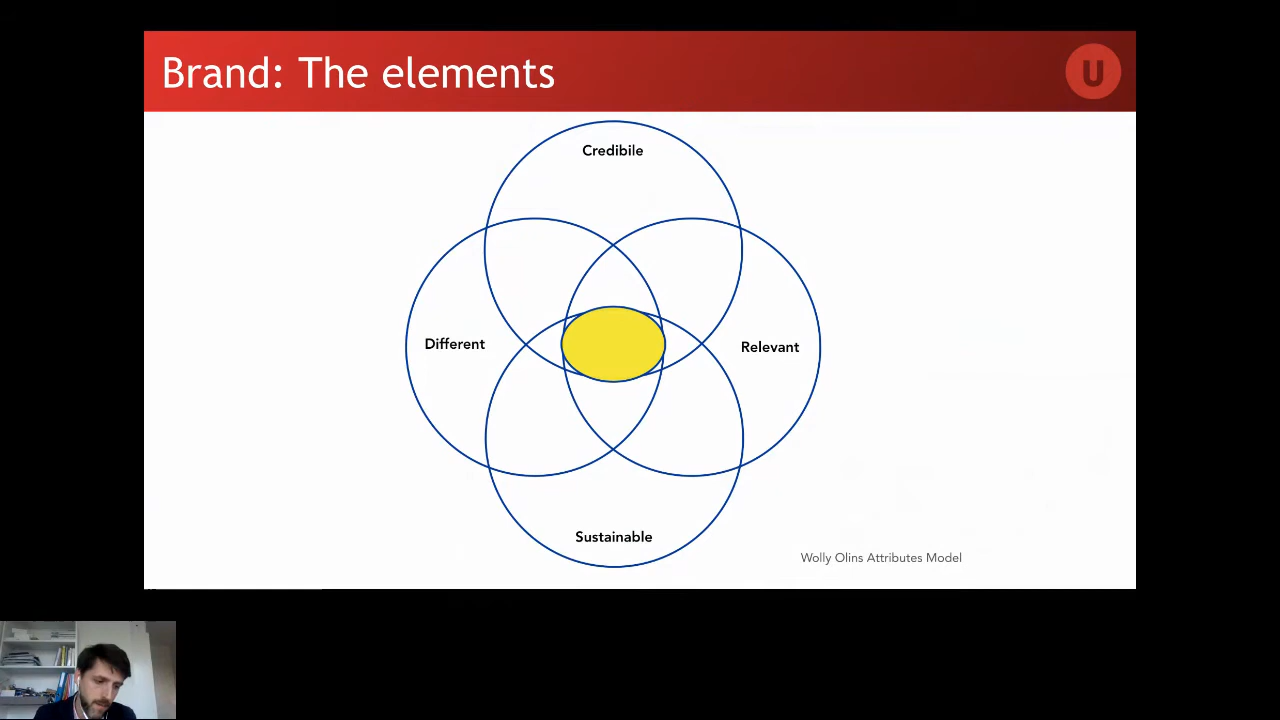 Brand: The elements
U
Credibile
Different
Relevant
Sustainable
Wolly Olins Attributes Model